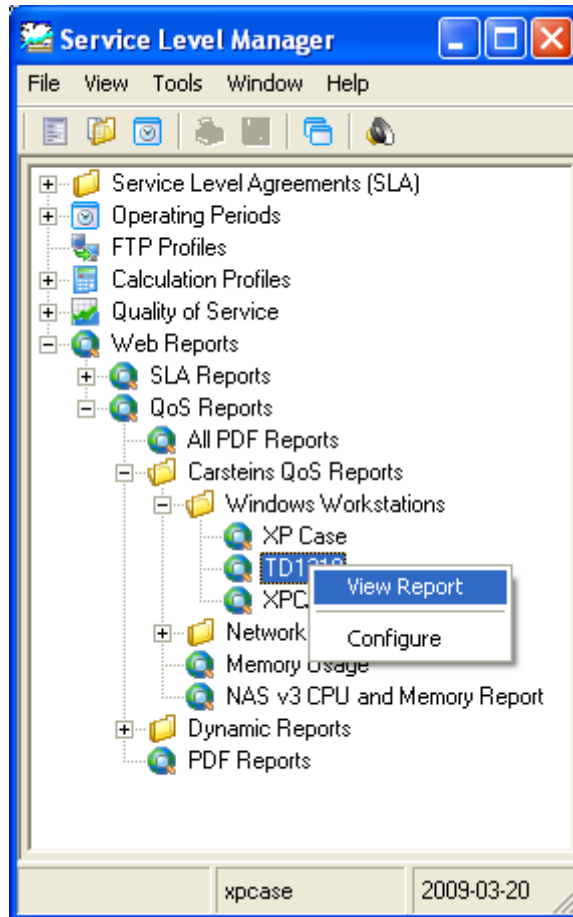 Service Level Manager
File View Tools Window Help
Service Level Agreements (SLA)
Operating Periods
FTP Profiles
Calculation Profiles
Quality of Service
Web Reports
SLA Reports
QoS Reports
All PDF Reports
Carsteins QoS Reports
Windows Workstations
XP Case
View Report
Network
Configure
Memory Usage
NAS v3 CPU and Memory Report
Dynamic Reports
PDF Reports
xpcase 2009-03-20